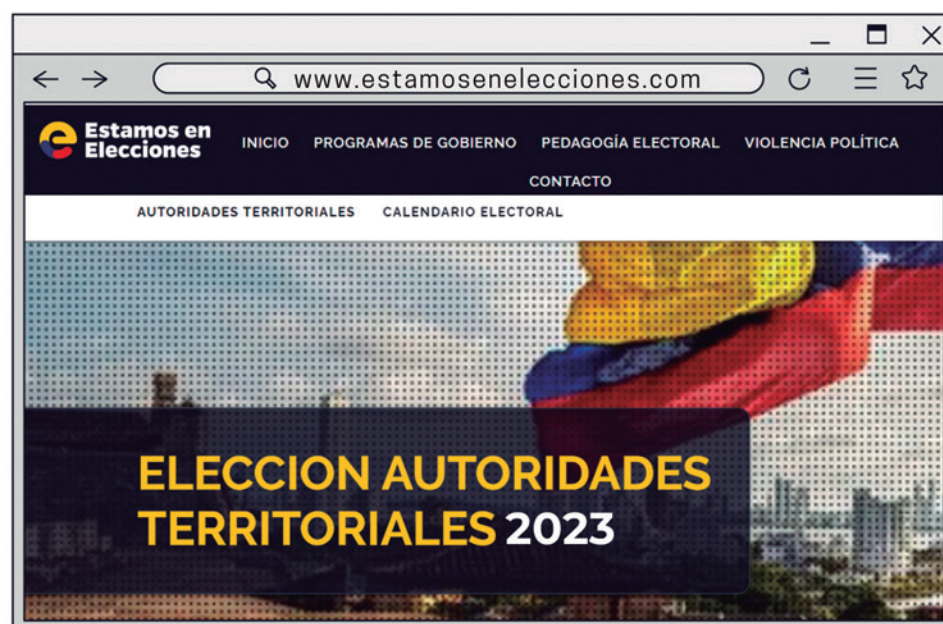 www.estamosenelecciones.com
Estamos en
Elecciones
INICIO PROGRAMAS DE GOBIERNO PEDAGOGÍA ELECTORAL VIOLENCIA POLÍTICA
CONTACTO
AUTORIDADES TERRITORIALES CALENDARIO ELECTORAL
ELECCION AUTORIDADES
TERRITORIALES 2023